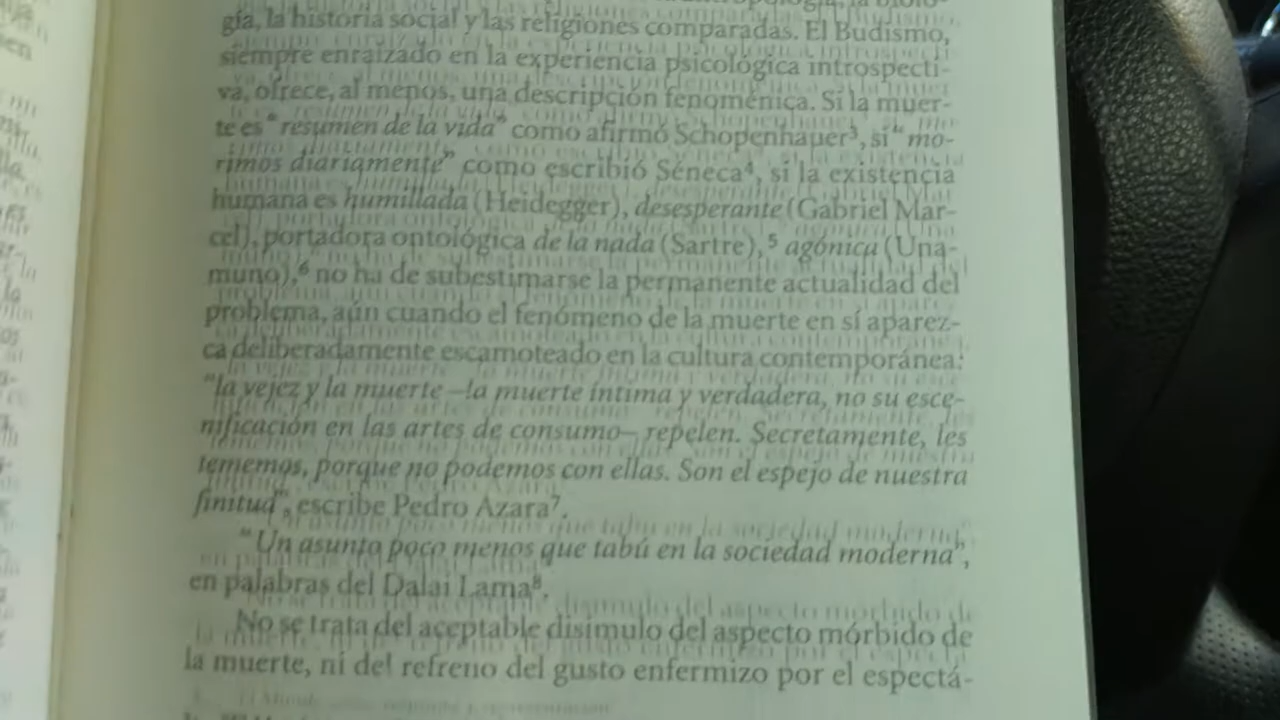 gía, la historia social y las religiones comparadas. El Budismo,
siempre enraizado en la experiencia psicológica introspecti-
va, ofrece, al menos, una descripción fenoménica. Si la muer-
te es "resumen de la vida" como afirmó Schopenhauer³, si "mo-
rimos diariamente" como escribió Séneca⁴, si la existencia
humana es humillada (Heidegger), desesperante (Gabriel Mar-
cel), portadora ontológica de la nada (Sartre),⁵ agónica (Una-
muno),⁶ no ha de subestimarse la permanente actualidad del
problema, aún cuando el fenómeno de la muerte en sí aparez-
ca deliberadamente escamoteado en la cultura contemporánea:
"la vejez y la muerte –la muerte íntima y verdadera, no su esce-
nificación en las artes de consumo– repelen. Secretamente, les
tememos, porque no podemos con ellas. Son el espejo de nuestra
finitud", escribe Pedro Azara⁷.
"Un asunto poco menos que tabú en la sociedad moderna",
en palabras del Dalai Lama⁸.
No se trata del aceptable disimulo del aspecto mórbido de
la muerte, ni del refreno del gusto enfermizo por el espectá-